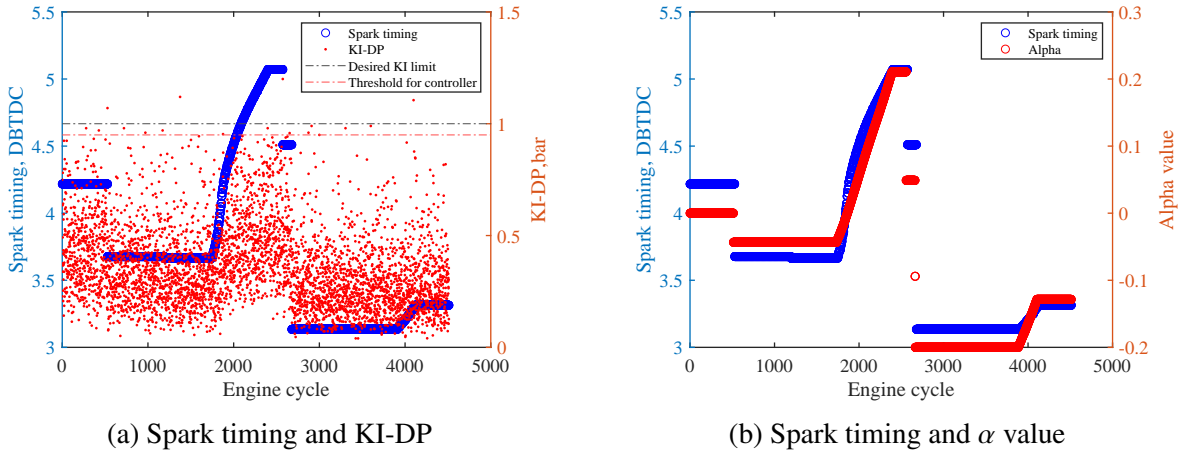 5.5
5
4.5
4
3.5
3
Spark timing, DBTDC
0 1000 2000 3000 4000 5000
Engine cycle
1.5
1
0.5
0
KI-DP,bar
Spark timing
KI-DP
Desired KI limit
Threshold for controller
(a) Spark timing and KI-DP
5.5
5
4.5
4
3.5
3
Spark timing, DBTDC
0 1000 2000 3000 4000 5000
Engine cycle
0.3
0.2
0.1
0
-0.1
-0.2
Alpha value
Spark timing
Alpha
(b) Spark timing and α value